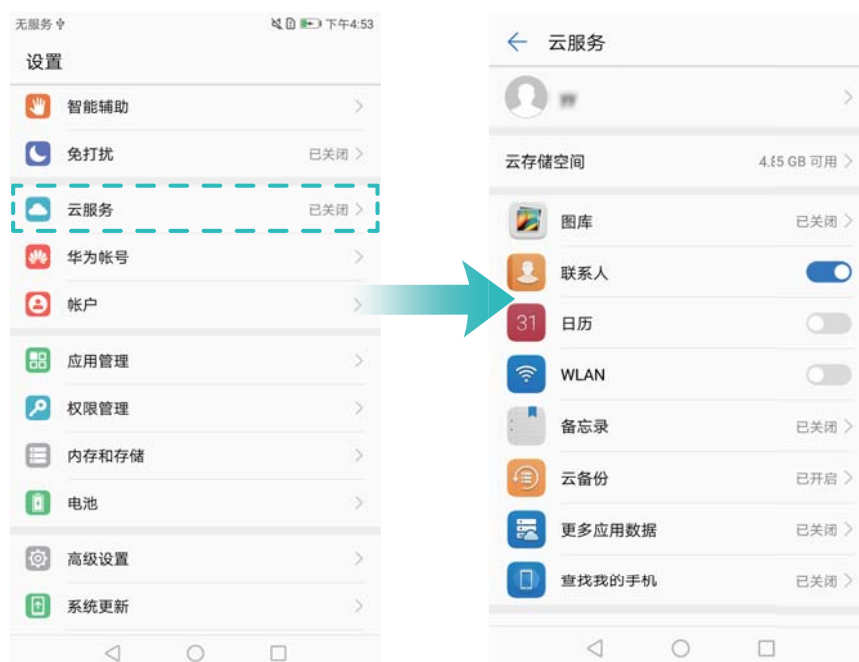 无服务 下午4:53
设置
智能辅助
免打扰 已关闭
云服务 已关闭
华为帐号
帐户
应用管理
权限管理
内存和存储
电池
高级设置
系统更新
云服务
云存储空间 4.85 GB 可用
图库 已关闭
联系人
31 日历
WLAN
备忘录 已关闭
云备份 已开启
更多应用数据 已关闭
查找我的手机 已关闭